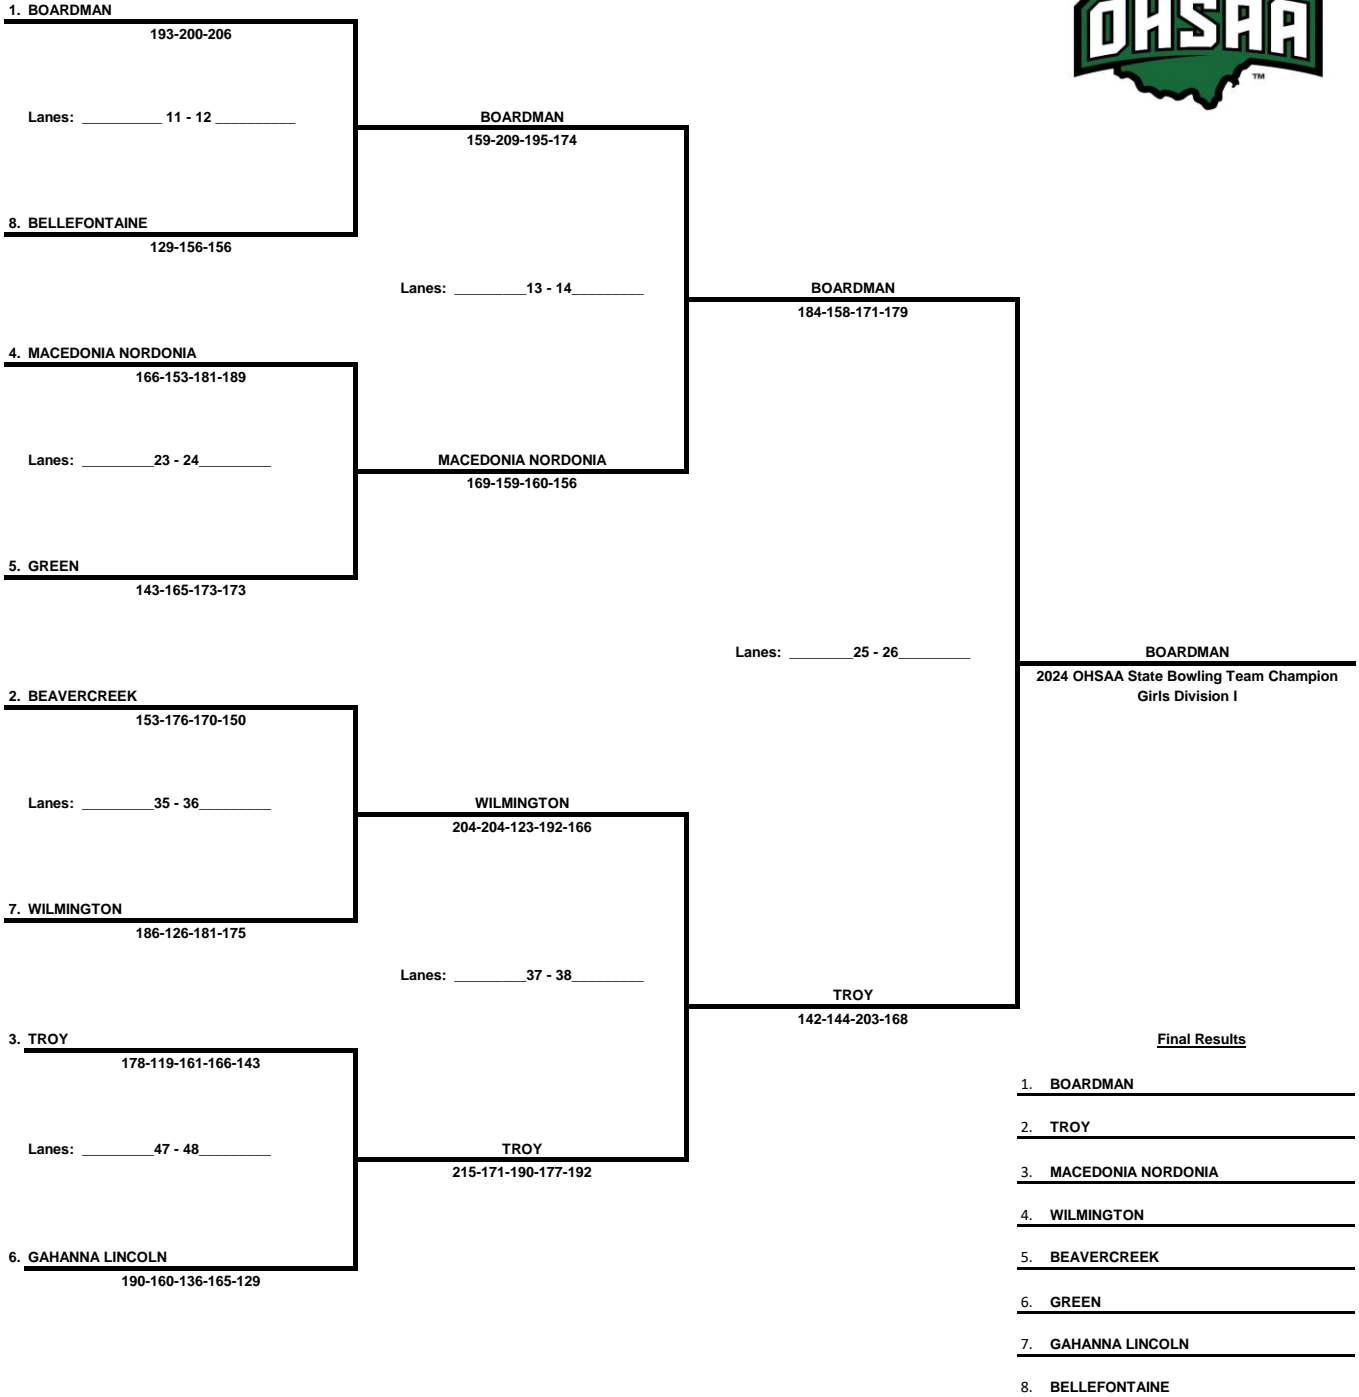 OHSAA
TM
1. BOARDMAN
193-200-206
Lanes: __________ 11 - 12 __________
BOARDMAN
159-209-195-174
8. BELLEFONTAINE
129-156-156
Lanes: _________13 - 14_________
BOARDMAN
184-158-171-179
4. MACEDONIA NORDONIA
166-153-181-189
Lanes: _________23 - 24_________
MACEDONIA NORDONIA
169-159-160-156
5. GREEN
143-165-173-173
Lanes: ________25 - 26_________
BOARDMAN
2024 OHSAA State Bowling Team Champion
Girls Division I
2. BEAVERCREEK
153-176-170-150
Lanes: _________35 - 36_________
WILMINGTON
204-204-123-192-166
7. WILMINGTON
186-126-181-175
Lanes: _________37 - 38_________
TROY
142-144-203-168
3. TROY
178-119-161-166-143
Lanes: _________47 - 48_________
TROY
215-171-190-177-192
6. GAHANNA LINCOLN
190-160-136-165-129
Final Results
1. BOARDMAN
2. TROY
3. MACEDONIA NORDONIA
4. WILMINGTON
5. BEAVERCREEK
6. GREEN
7. GAHANNA LINCOLN
8. BELLEFONTAINE